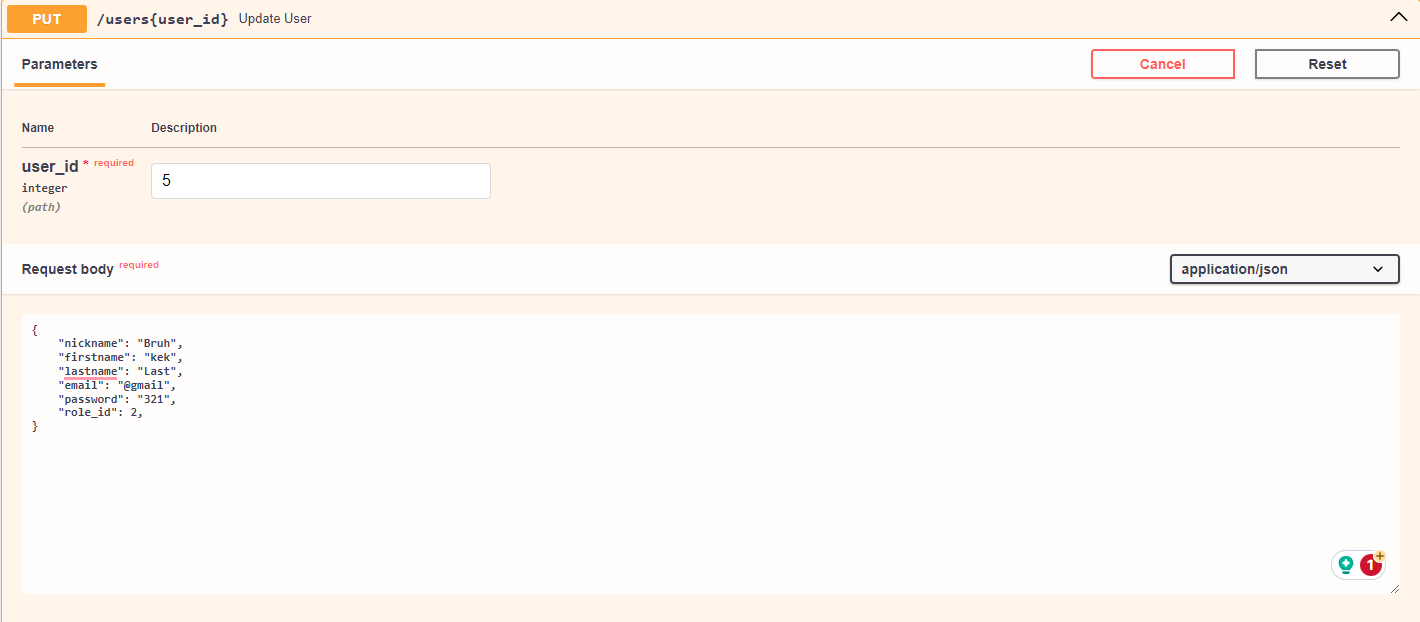 PUT /users{user_id} Update User
Parameters
Cancel
Reset
Name Description
user_id * required
integer
(path)
5
Request body required
application/json
{
    "nickname": "Bruh",
    "firstname": "kek",
    "lastname": "Last",
    "email": "@gmail",
    "password": "321",
    "role_id": 2,
}
1